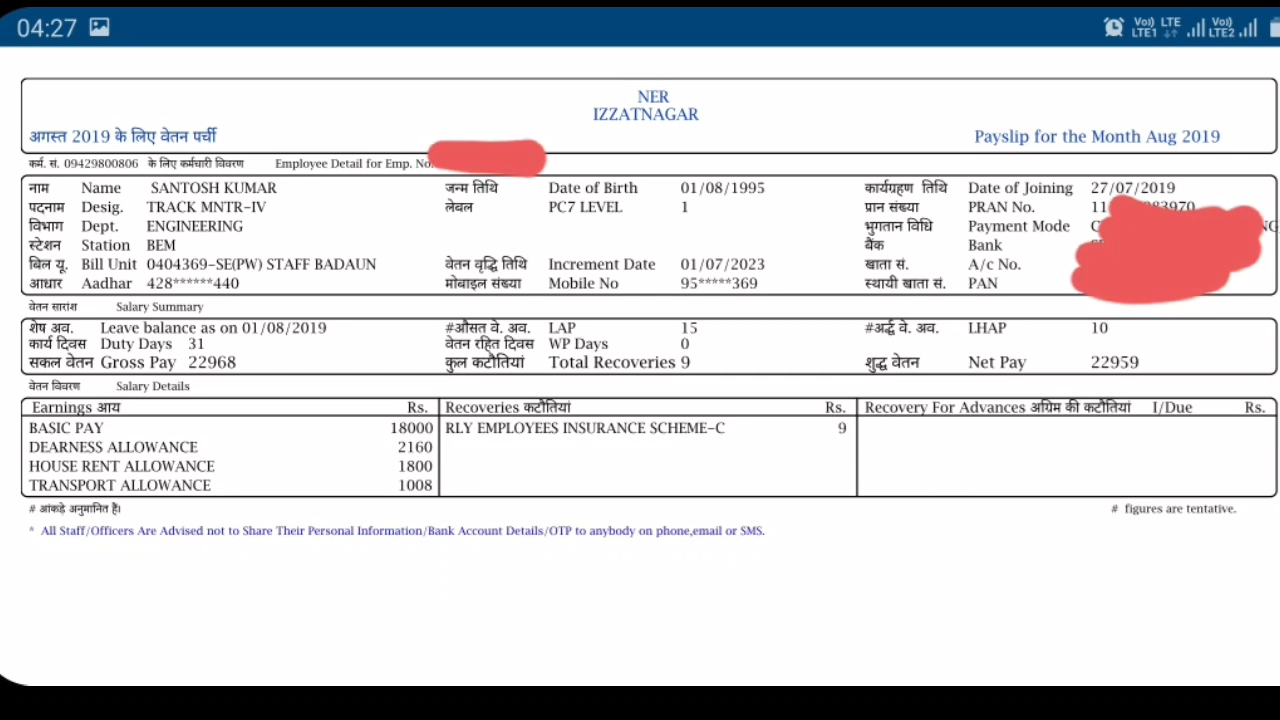 04:27 Vo) LTE Vo)
LTE1 LTE2
NER
IZZATNAGAR
अगस्त 2019 के लिए वेतन पर्ची Payslip for the Month Aug 2019
कर्म. सं. 09429800806 के लिए कर्मचारी विवरण Employee Detail for Emp. No.
नाम Name SANTOSH KUMAR जन्म तिथि Date of Birth 01/08/1995 कार्यग्रहण तिथि Date of Joining 27/07/2019
पदनाम Desig. TRACK MNTR-IV लेवल PC7 LEVEL 1 प्रान संख्या PRAN No.
विभाग Dept. ENGINEERING भुगतान विधि Payment Mode
स्टेशन Station BEM बैंक Bank
बिल यू. Bill Unit 0404369-SE(PW) STAFF BADAUN वेतन वृद्धि तिथि Increment Date 01/07/2023 खाता सं. A/c No.
आधार Aadhar 428******440 मोबाइल संख्या Mobile No 95*****369 स्थायी खाता सं. PAN
वेतन सारांश Salary Summary
शेष अव. Leave balance as on 01/08/2019 #औसत वे. अव. LAP 15 #अर्द्ध वे. अव. LHAP 10
कार्य दिवस Duty Days 31 वेतन रहित दिवस WP Days 0
सकल वेतन Gross Pay 22968 कुल कटौतियां Total Recoveries 9 शुद्ध वेतन Net Pay 22959
वेतन विवरण Salary Details
Earnings आय Rs. Recoveries कटौतियां Rs. Recovery For Advances अग्रिम की कटौतियां I/Due Rs.
BASIC PAY 18000 RLY EMPLOYEES INSURANCE SCHEME-C 9
DEARNESS ALLOWANCE 2160
HOUSE RENT ALLOWANCE 1800
TRANSPORT ALLOWANCE 1008
# आंकड़े अनुमानित हैं। # figures are tentative.
* All Staff/Officers Are Advised not to Share Their Personal Information/Bank Account Details/OTP to anybody on phone,email or SMS.